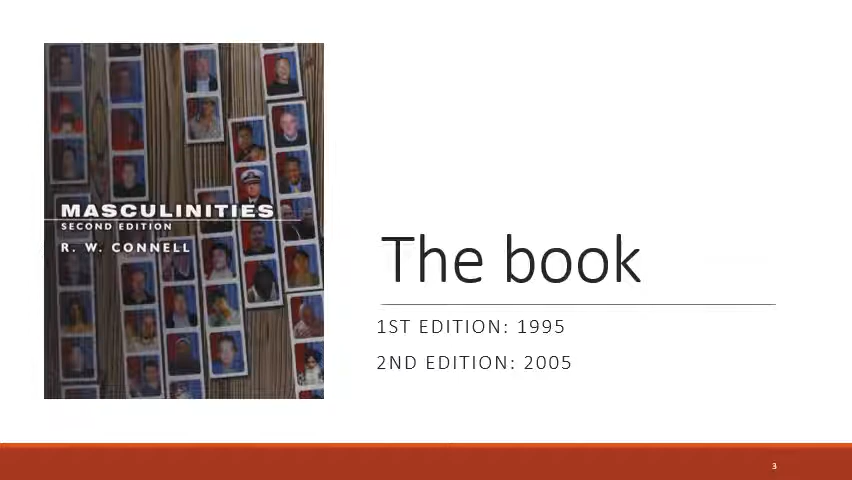 MASCULINITIES
SECOND EDITION
R. W. CONNELL
The book
1ST EDITION: 1995
2ND EDITION: 2005
3